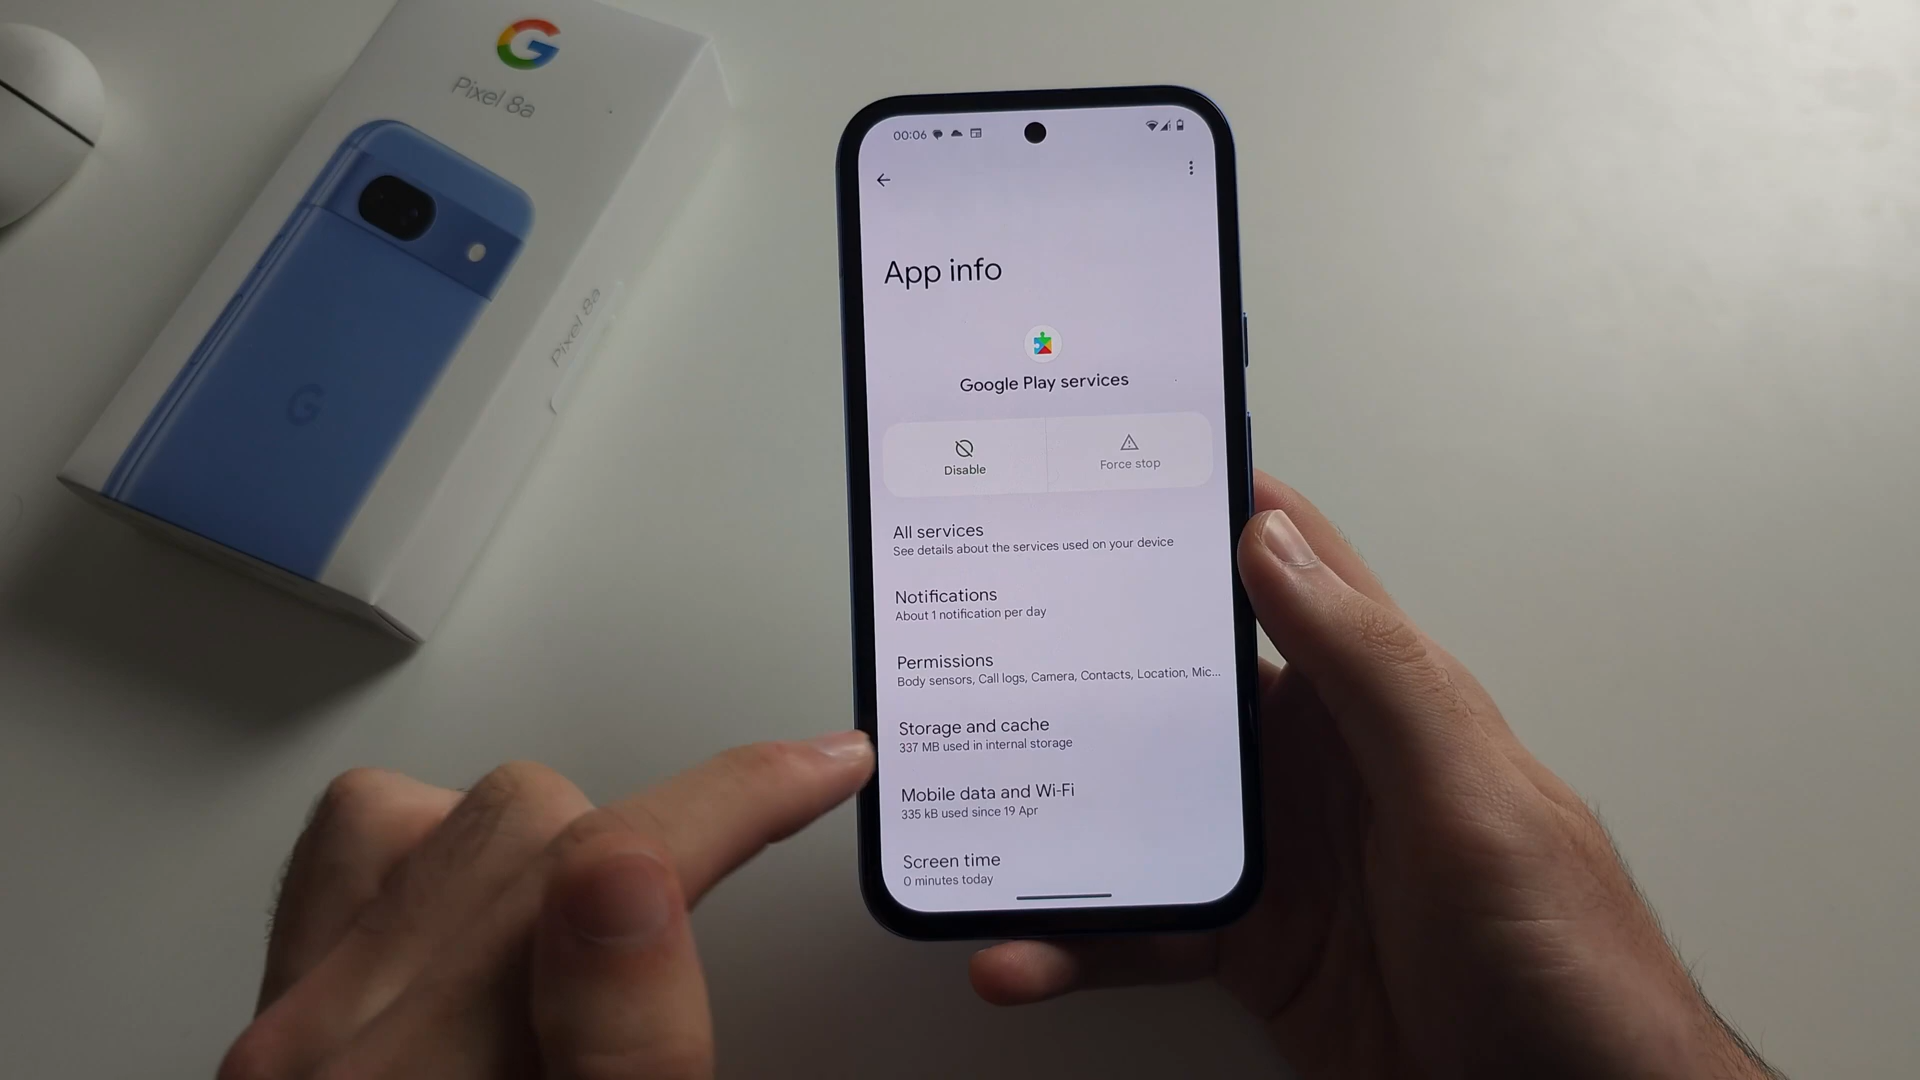 Pixel 8a
Pixel 8a
00:06
App info
Google Play services
Disable
Force stop
All services
See details about the services used on your device
Notifications
About 1 notification per day
Permissions
Body sensors, Call logs, Camera, Contacts, Location, Mic...
Storage and cache
337 MB used in internal storage
Mobile data and Wi-Fi
335 kB used since 19 Apr
Screen time
0 minutes today